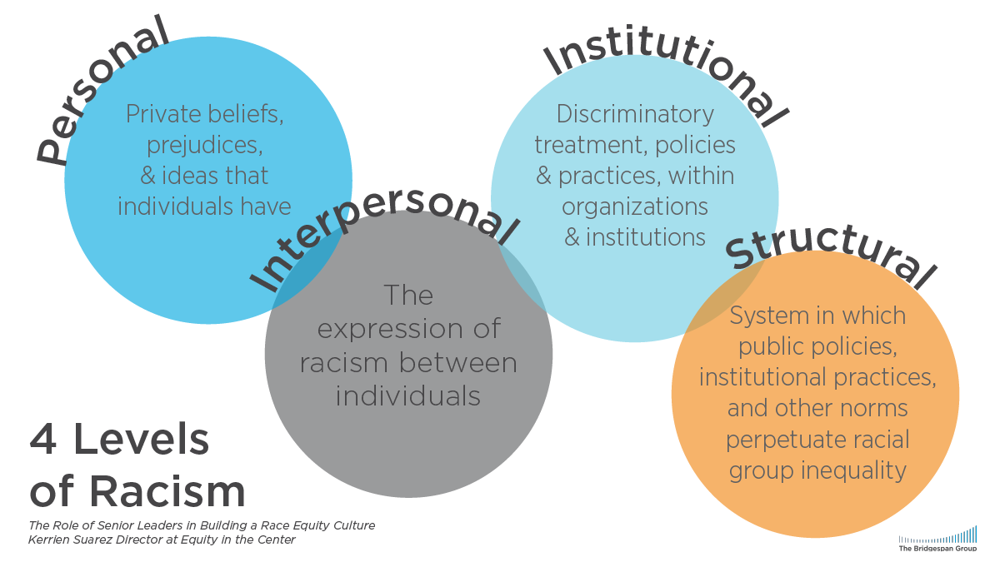 Personal
Private beliefs,
prejudices,
& ideas that
individuals have
Interpersonal
The
expression of
racism between
individuals
Institutional
Discriminatory
treatment, policies
& practices, within
organizations
& institutions
Structural
System in which
public policies,
institutional practices,
and other norms
perpetuate racial
group inequality
4 Levels
of Racism
The Role of Senior Leaders in Building a Race Equity Culture
Kerrien Suarez Director at Equity in the Center
The Bridgespan Group